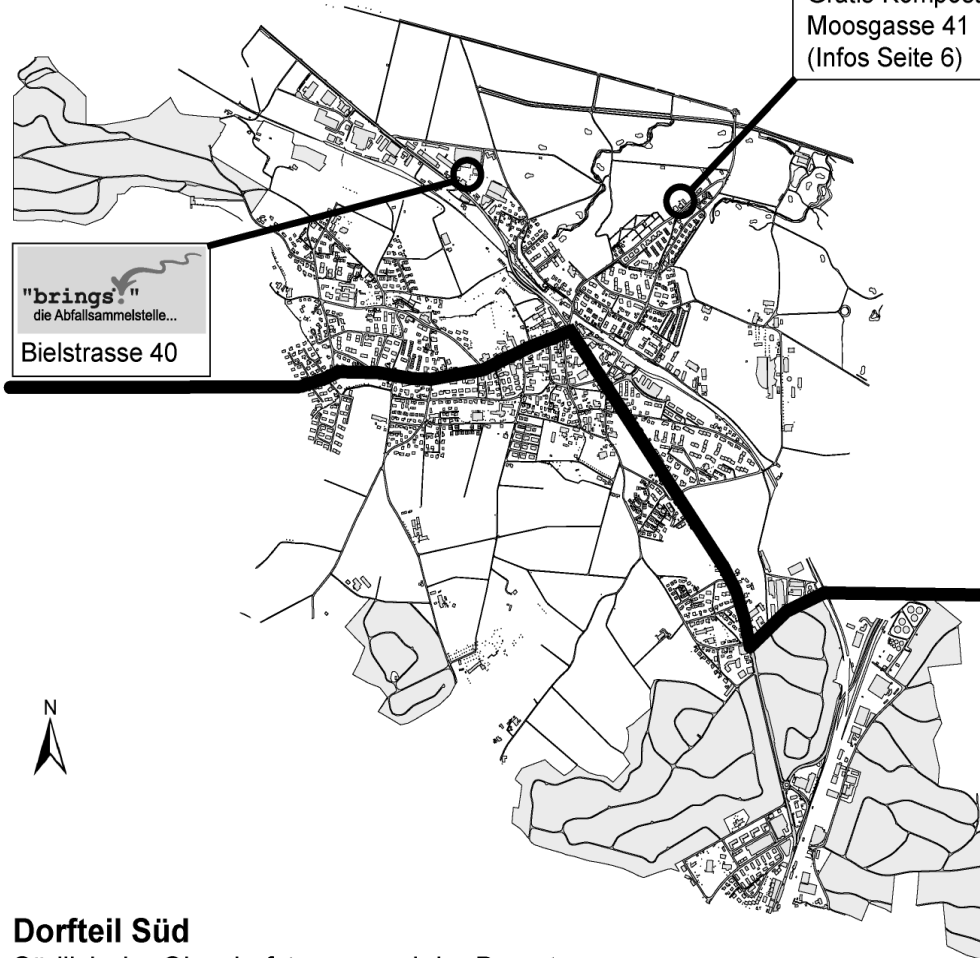 Moosgasse 41
(Infos Seite 6)
"brings!"
die Abfallsammelstelle...
Bielstrasse 40
N
Dorfteil Süd